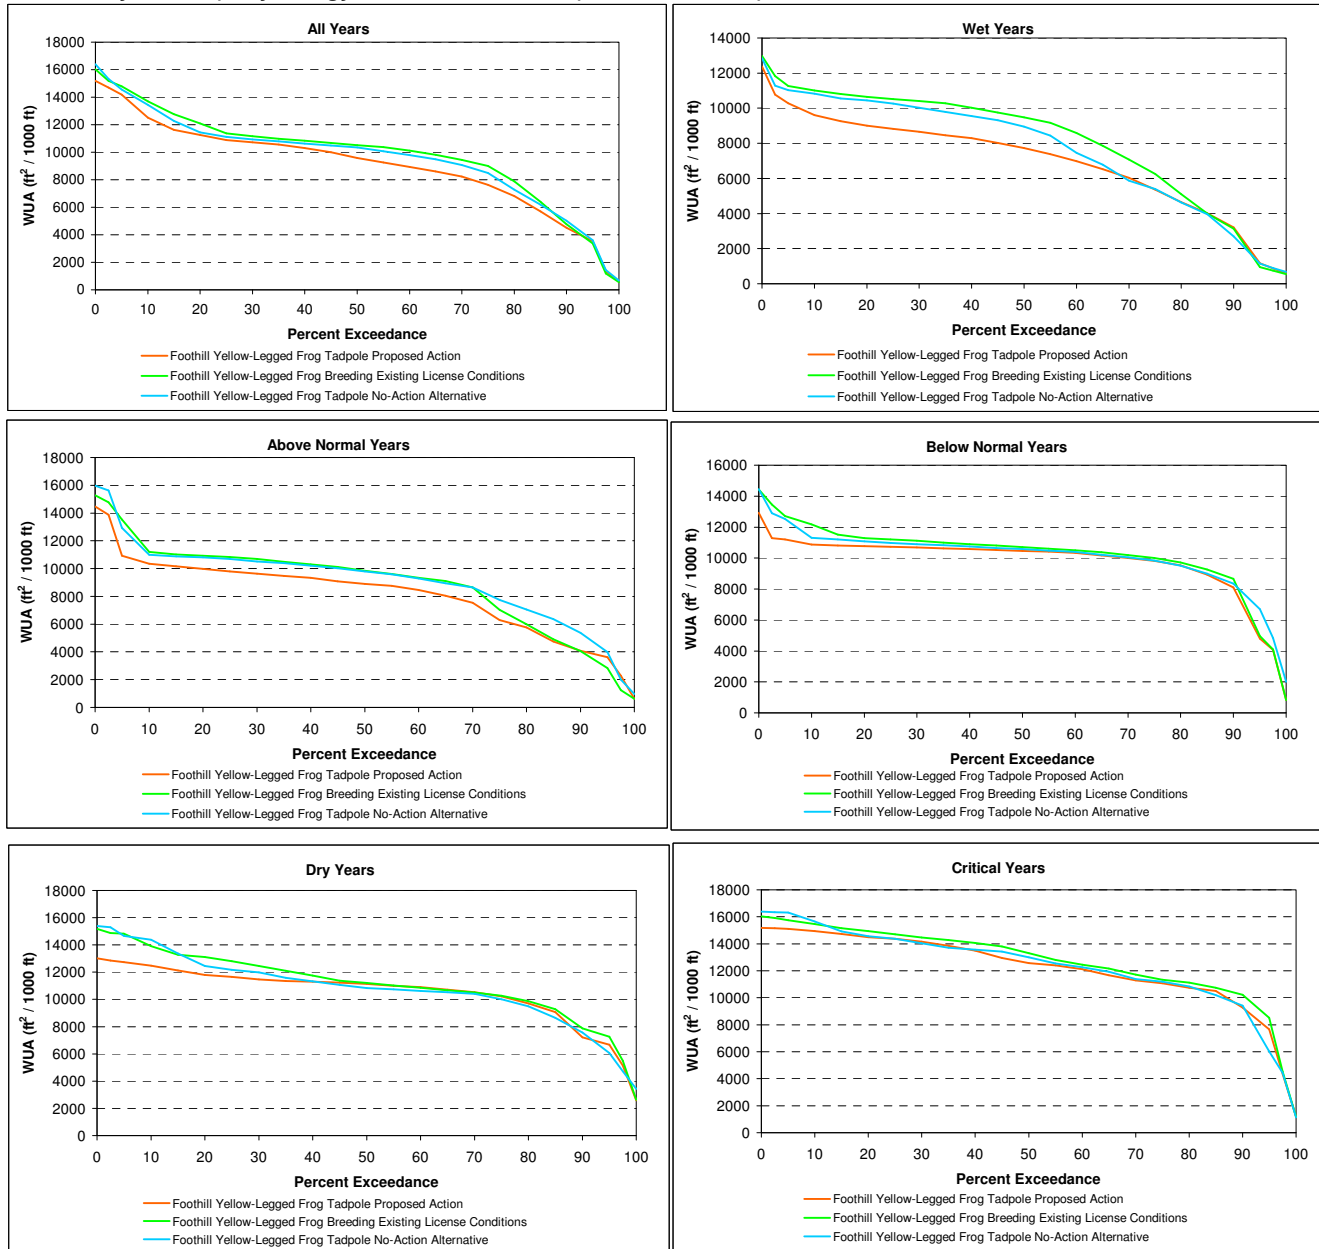 All Years
18000
16000
14000
12000
10000
8000
6000
4000
2000
0
WUA (ft² / 1000 ft)
0 10 20 30 40 50 60 70 80 90 100
Percent Exceedance
Foothill Yellow-Legged Frog Tadpole Proposed Action
Foothill Yellow-Legged Frog Breeding Existing License Conditions
Foothill Yellow-Legged Frog Tadpole No-Action Alternative
Wet Years
14000
12000
10000
8000
6000
4000
2000
0
WUA (ft² / 1000 ft)
0 10 20 30 40 50 60 70 80 90 100
Percent Exceedance
Foothill Yellow-Legged Frog Tadpole Proposed Action
Foothill Yellow-Legged Frog Breeding Existing License Conditions
Foothill Yellow-Legged Frog Tadpole No-Action Alternative
Above Normal Years
18000
16000
14000
12000
10000
8000
6000
4000
2000
0
WUA (ft² / 1000 ft)
0 10 20 30 40 50 60 70 80 90 100
Percent Exceedance
Foothill Yellow-Legged Frog Tadpole Proposed Action
Foothill Yellow-Legged Frog Breeding Existing License Conditions
Foothill Yellow-Legged Frog Tadpole No-Action Alternative
Below Normal Years
16000
14000
12000
10000
8000
6000
4000
2000
0
WUA (ft² / 1000 ft)
0 10 20 30 40 50 60 70 80 90 100
Percent Exceedance
Foothill Yellow-Legged Frog Tadpole Proposed Action
Foothill Yellow-Legged Frog Breeding Existing License Conditions
Foothill Yellow-Legged Frog Tadpole No-Action Alternative
Dry Years
18000
16000
14000
12000
10000
8000
6000
4000
2000
0
WUA (ft² / 1000 ft)
0 10 20 30 40 50 60 70 80 90 100
Percent Exceedance
Foothill Yellow-Legged Frog Tadpole Proposed Action
Foothill Yellow-Legged Frog Breeding Existing License Conditions
Foothill Yellow-Legged Frog Tadpole No-Action Alternative
Critical Years
18000
16000
14000
12000
10000
8000
6000
4000
2000
0
WUA (ft² / 1000 ft)
0 10 20 30 40 50 60 70 80 90 100
Percent Exceedance
Foothill Yellow-Legged Frog Tadpole Proposed Action
Foothill Yellow-Legged Frog Breeding Existing License Conditions
Foothill Yellow-Legged Frog Tadpole No-Action Alternative